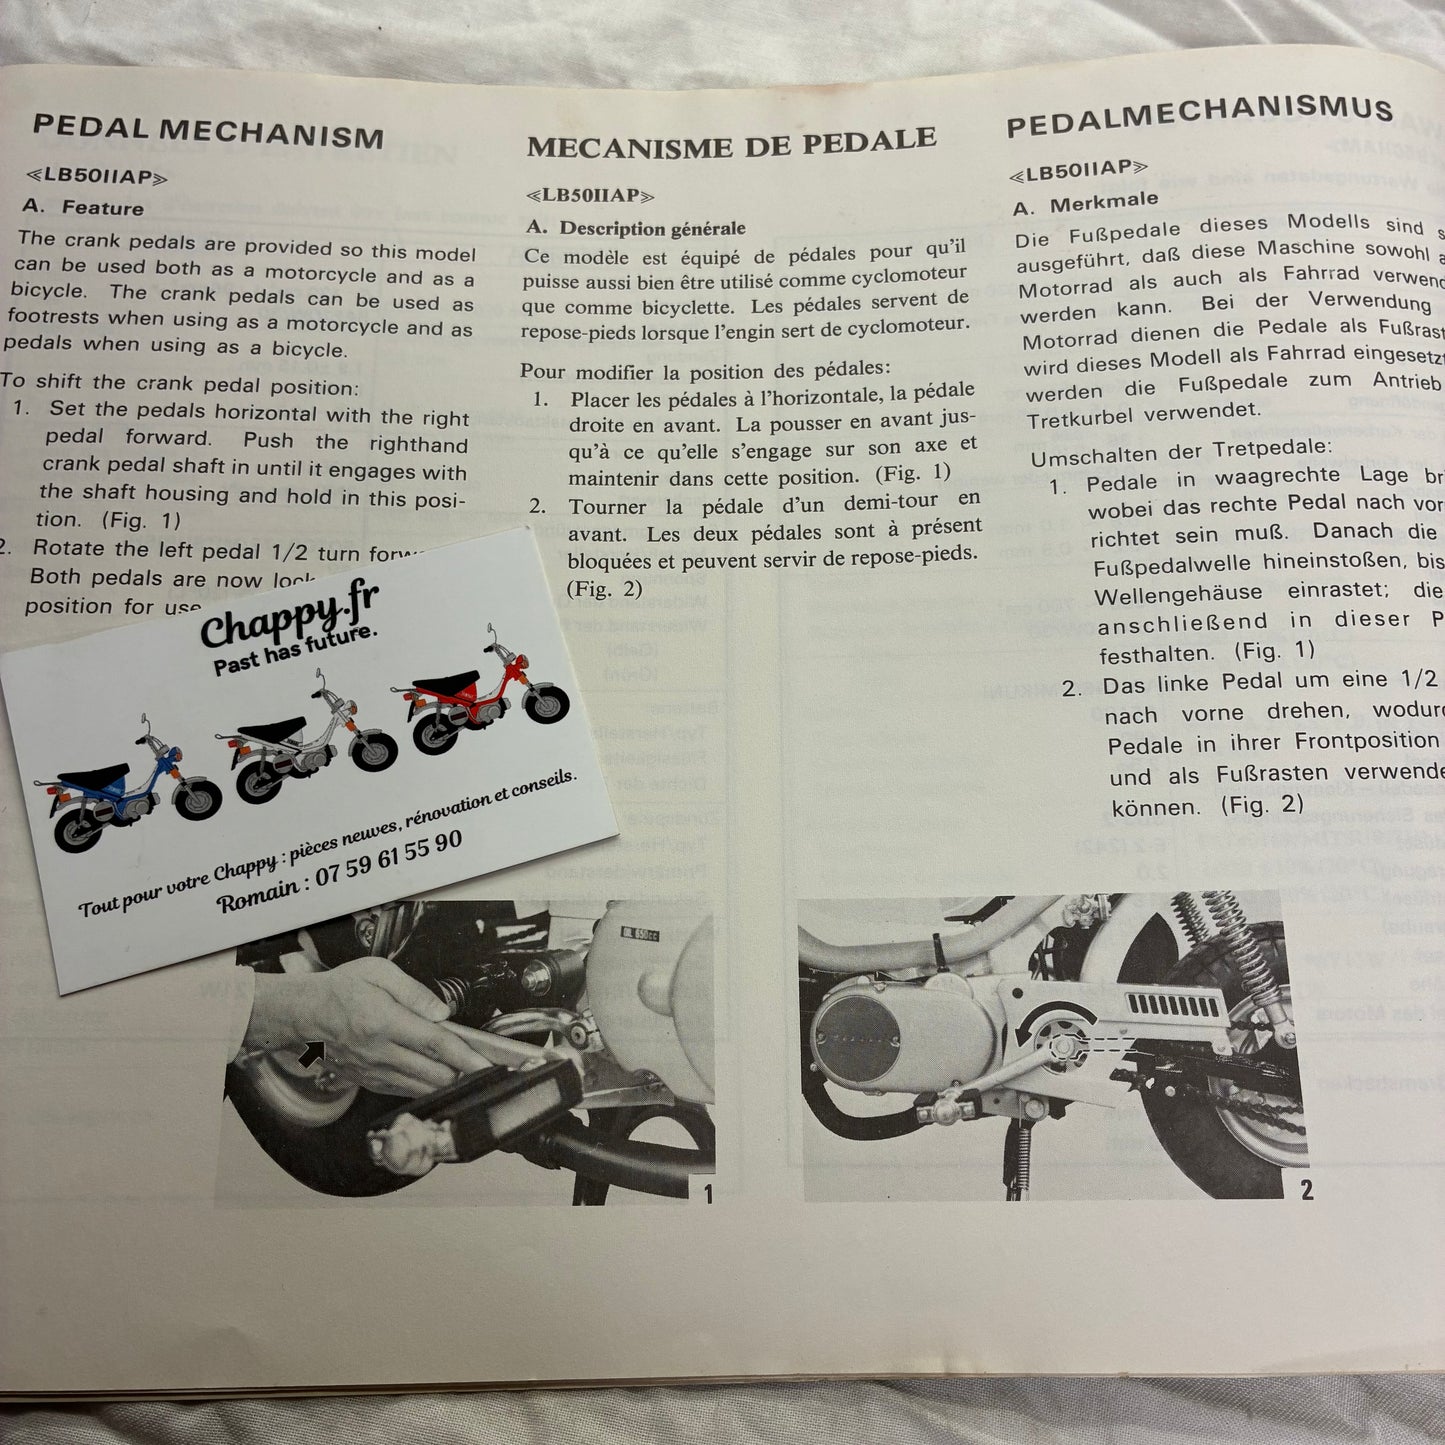 PEDAL MECHANISM
≪LB50IIAP≫
A. Feature
The crank pedals are provided so this model
can be used both as a motorcycle and as a
bicycle. The crank pedals can be used as
footrests when using as a motorcycle and as
pedals when using as a bicycle.
To shift the crank pedal position:
1. Set the pedals horizontal with the right
pedal forward. Push the righthand
crank pedal shaft in until it engages with
the shaft housing and hold in this posi-
tion. (Fig. 1)
2. Rotate the left pedal 1/2 turn
Both pedals are now
position for use
MECANISME DE PEDALE
≪LB50IIAP≫
A. Description générale
Ce modèle est équipé de pédales pour qu'il
puisse aussi bien être utilisé comme cyclomoteur
que comme bicyclette. Les pédales servent de
repose-pieds lorsque l'engin sert de cyclomoteur.
Pour modifier la position des pédales:
1. Placer les pédales à l'horizontale, la pédale
droite en avant. La pousser en avant jus-
qu'à ce qu'elle s'engage sur son axe et
maintenir dans cette position. (Fig. 1)
2. Tourner la pédale d'un demi-tour en
avant. Les deux pédales sont à présent
bloquées et peuvent servir de repose-pieds.
(Fig. 2)
PEDALMECHANISMUS
≪LB50IIAP≫
A. Merkmale
Die Fußpedale dieses Modells sind
ausgeführt, daß diese Maschine sowohl
Motorrad als auch als Fahrrad
werden kann. Bei der Verwendung
Motorrad dienen die Pedale als
wird dieses Modell als Fahrrad
werden die Fußpedale zum Antrieb
Tretkurbel verwendet.
Umschalten der Tretpedale:
1. Pedale in waagrechte Lage
wobei das rechte Pedal nach
richtet sein muß. Danach die
Fußpedalwelle hineinstoßen, bis
Wellengehäuse einrastet; die
anschließend in dieser
festhalten. (Fig. 1)
2. Das linke Pedal um eine 1/2
nach vorne drehen,
Pedale in ihrer Frontposition
und als Fußrasten
können. (Fig. 2)
Chappy.fr
Past has future.
Tout pour votre Chappy : pièces neuves, rénovation et conseils.
Romain : 07 59 61 55 90
1
2